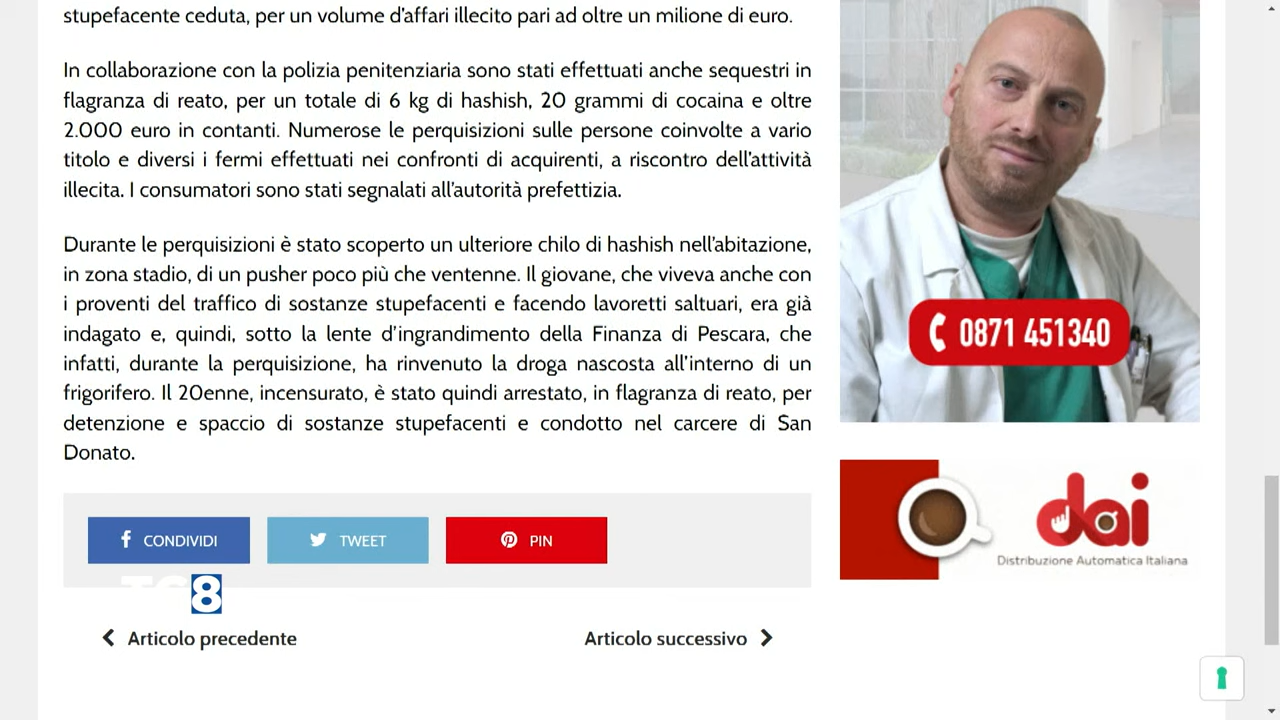 stupefacente ceduta, per un volume d'affari illecito pari ad oltre un milione di euro.
In collaborazione con la polizia penitenziaria sono stati effettuati anche sequestri in
flagranza di reato, per un totale di 6 kg di hashish, 20 grammi di cocaina e oltre
2.000 euro in contanti. Numerose le perquisizioni sulle persone coinvolte a vario
titolo e diversi i fermi effettuati nei confronti di acquirenti, a riscontro dell'attività
illecita. I consumatori sono stati segnalati all'autorità prefettizia.
Durante le perquisizioni è stato scoperto un ulteriore chilo di hashish nell'abitazione,
in zona stadio, di un pusher poco più che ventenne. Il giovane, che viveva anche con
i proventi del traffico di sostanze stupefacenti e facendo lavoretti saltuari, era già
indagato e, quindi, sotto la lente d'ingrandimento della Finanza di Pescara, che
infatti, durante la perquisizione, ha rinvenuto la droga nascosta all'interno di un
frigorifero. Il 20enne, incensurato, è stato quindi arrestato, in flagranza di reato, per
detenzione e spaccio di sostanze stupefacenti e condotto nel carcere di San
Donato.
CONDIVIDI
TWEET
PIN
TG8
Articolo precedente
Articolo successivo
0871 451340
dai
Distribuzione Automatica Italiana